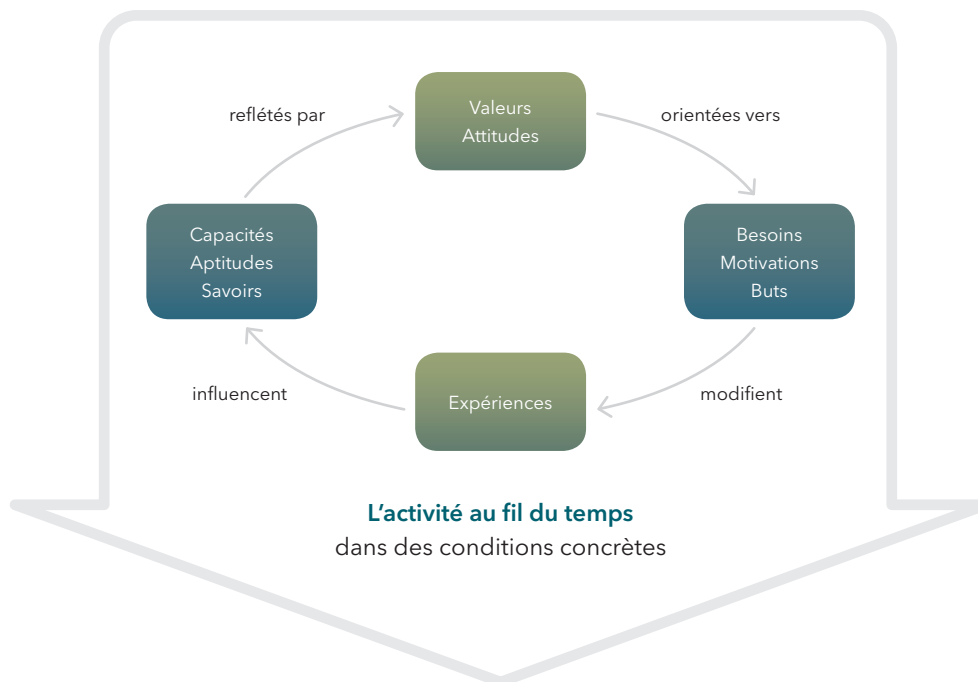 reflétés par
Valeurs
Attitudes
orientées vers
Capacités
Aptitudes
Savoirs
Besoins
Motivations
Buts
influencent
Expériences
modifient
L’activité au fil du temps
dans des conditions concrètes